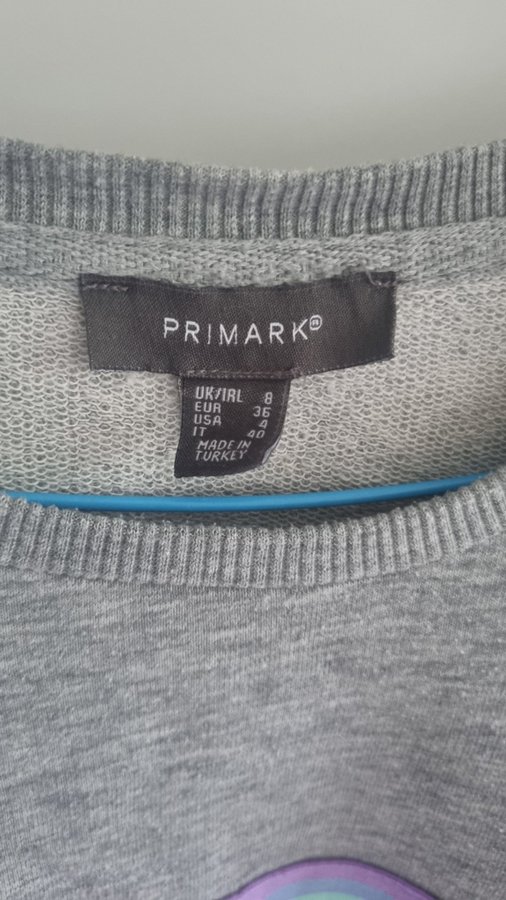 PRIMARK®
UK/IRL 8
EUR 36
USA 4
IT 40
MADE IN
TURKEY